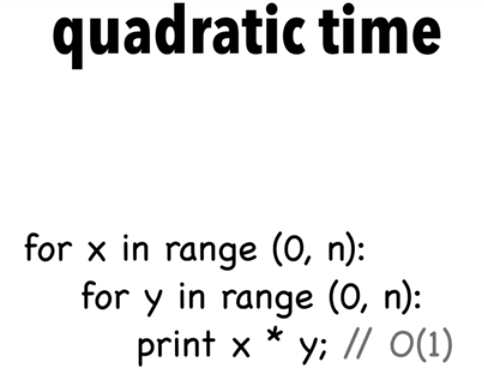 quadratic time
for x in range (0, n):
for y in range (0, n):
print x * y; // O(1)